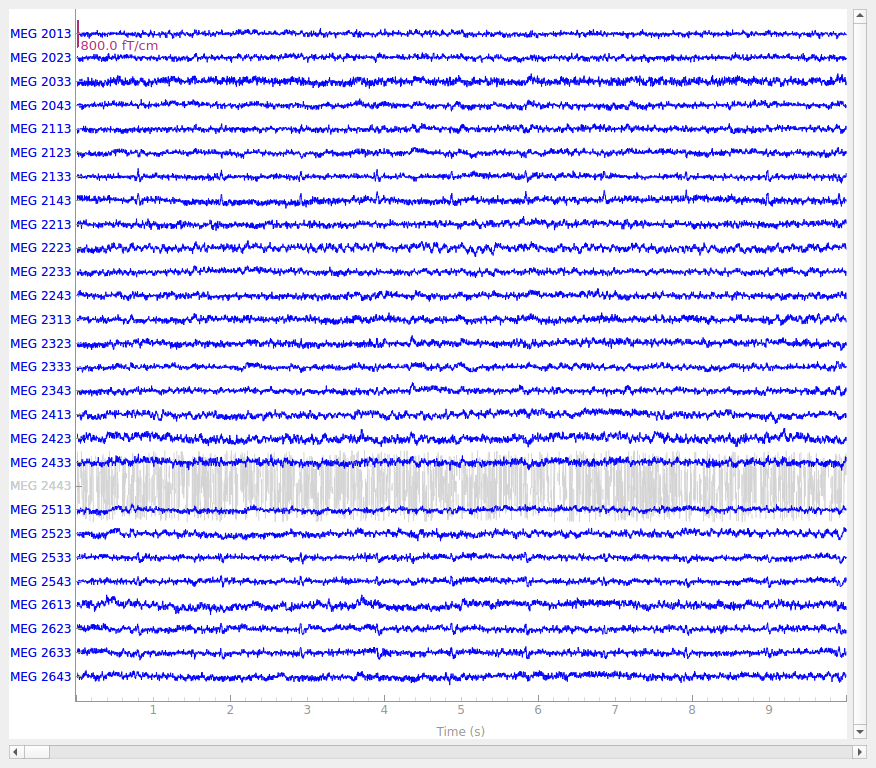 MEG 2013
800.0 fT/cm
MEG 2023
MEG 2033
MEG 2043
MEG 2113
MEG 2123
MEG 2133
MEG 2143
MEG 2213
MEG 2223
MEG 2233
MEG 2243
MEG 2313
MEG 2323
MEG 2333
MEG 2343
MEG 2413
MEG 2423
MEG 2433
MEG 2443
MEG 2513
MEG 2523
MEG 2533
MEG 2543
MEG 2613
MEG 2623
MEG 2633
MEG 2643
1 2 3 4 5 6 7 8 9
Time (s)